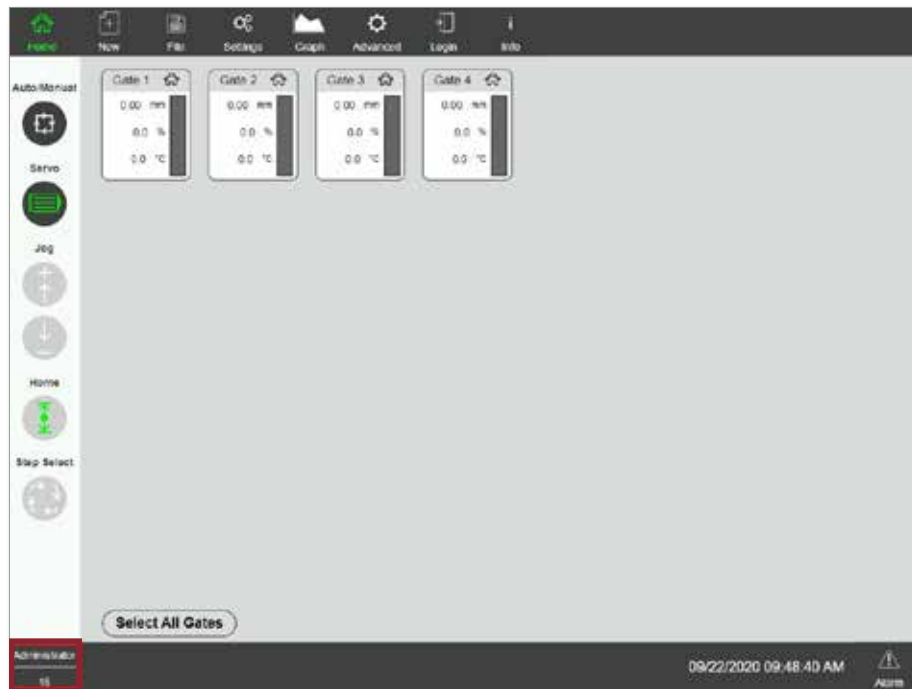 Home New File Settings Graph Advanced Login Info
Auto/Manual
Servo
Jog
Home
Step Select
Gate 1
0.00 mm
0.0 %
0.0 °C
Gate 2
0.00 mm
0.0 %
0.0 °C
Gate 3
0.00 mm
0.0 %
0.0 °C
Gate 4
0.00 mm
0.0 %
0.0 °C
Select All Gates
Administrator
15
09/22/2020 09:48:40 AM
Alarm